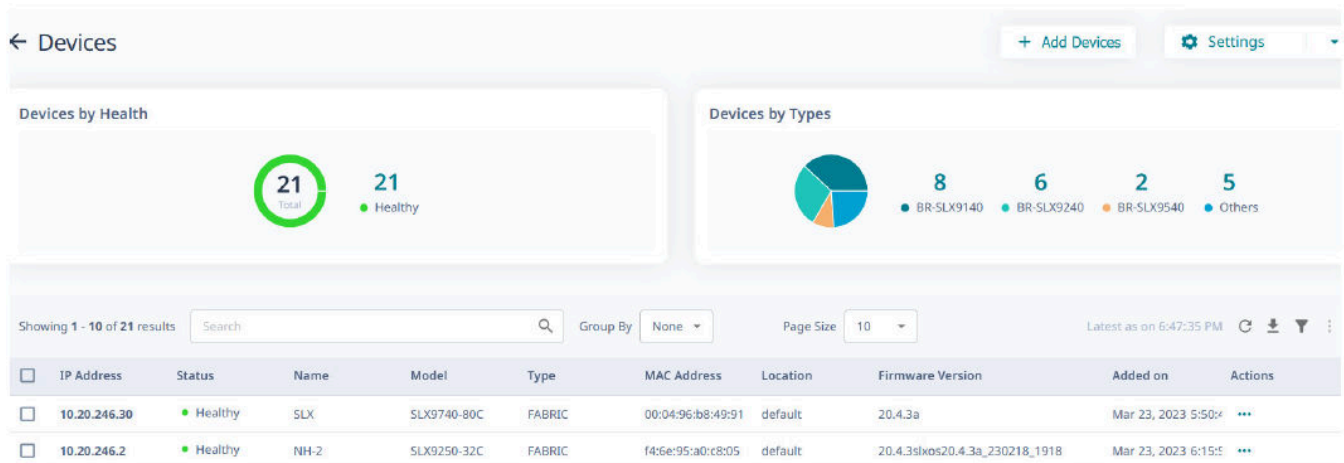 ← Devices
+ Add Devices
Settings
Devices by Health
21
Total
21
Healthy
Devices by Types
8
BR-SLX9140
6
BR-SLX9240
2
BR-SLX9540
5
Others
Showing 1 - 10 of 21 results
Search
Group By None
Page Size 10
Latest as on 6:47:35 PM
IP Address Status Name Model Type MAC Address Location Firmware Version Added on Actions
10.20.246.30 Healthy SLX SLX9740-80C FABRIC 00:04:96:b8:49:91 default 20.4.3a Mar 23, 2023 5:50: •••
10.20.246.2 Healthy NH-2 SLX9250-32C FABRIC f4:6e:95:a0:c8:05 default 20.4.3slxos20.4.3a_230218_1918 Mar 23, 2023 6:15: •••